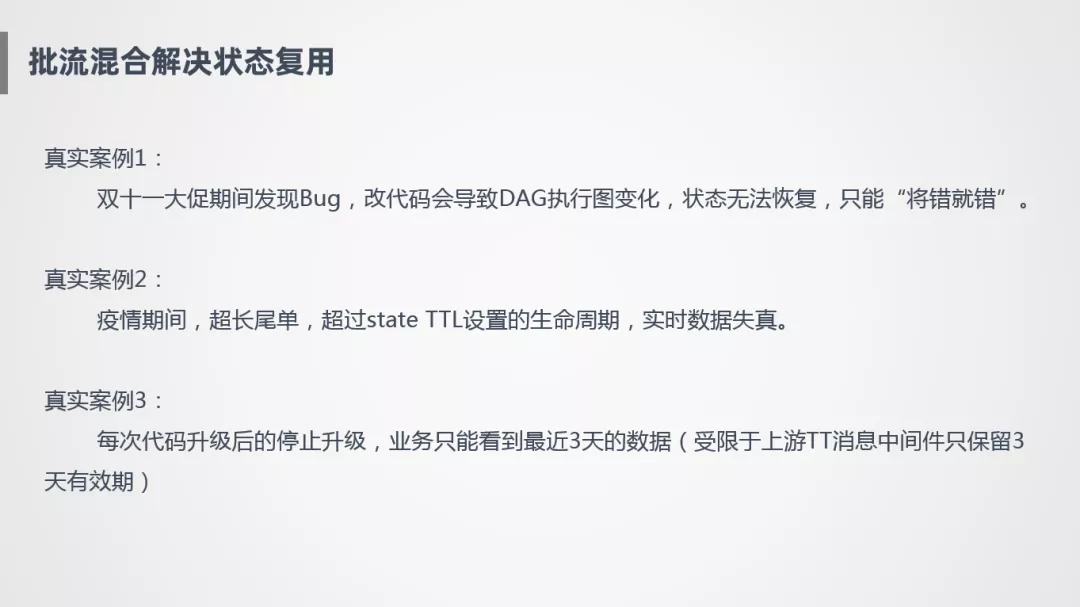 批流混合解决状态复用
真实案例1：
双十一大促期间发现Bug，改代码会导致DAG执行图变化，状态无法恢复，只能“将错就错”。
真实案例2：
疫情期间，超长尾单，超过state TTL设置的生命周期，实时数据失真。
真实案例3：
每次代码升级后的停止升级，业务只能看到最近3天的数据（受限于上游TT消息中间件只保留3
天有效期）